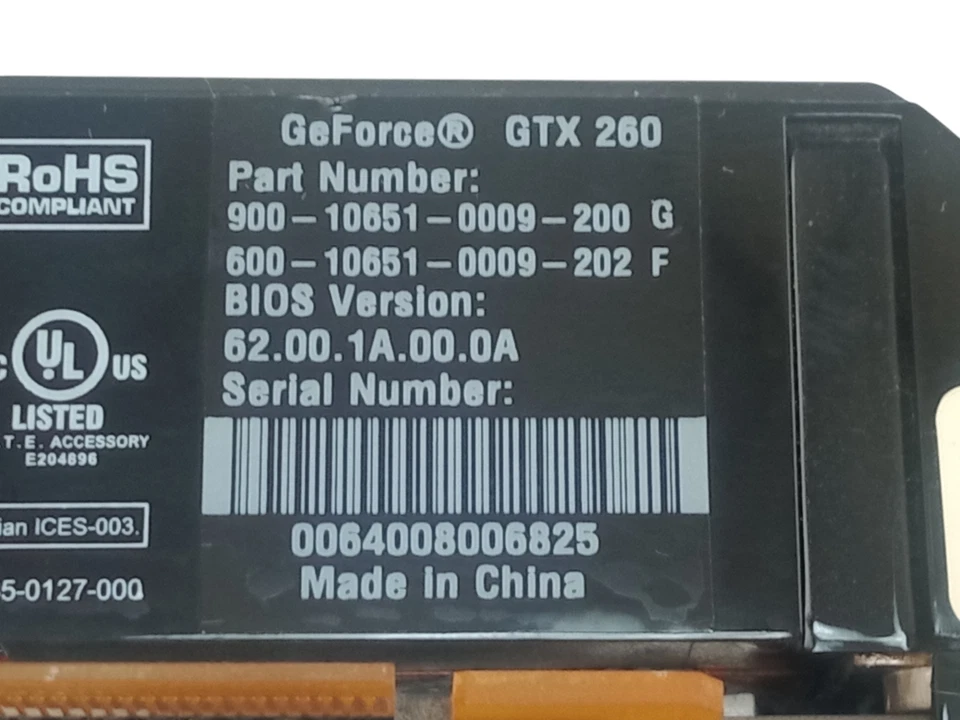 GeForce® GTX 260
Part Number:
900-10651-0009-200 G
600-10651-0009-202 F
BIOS Version:
62.00.1A.00.0A
Serial Number:
0064008006825
Made in China
RoHS
COMPLIANT
C UL US
LISTED
T.E. ACCESSORY
E204896
ian ICES-003.
5-0127-000